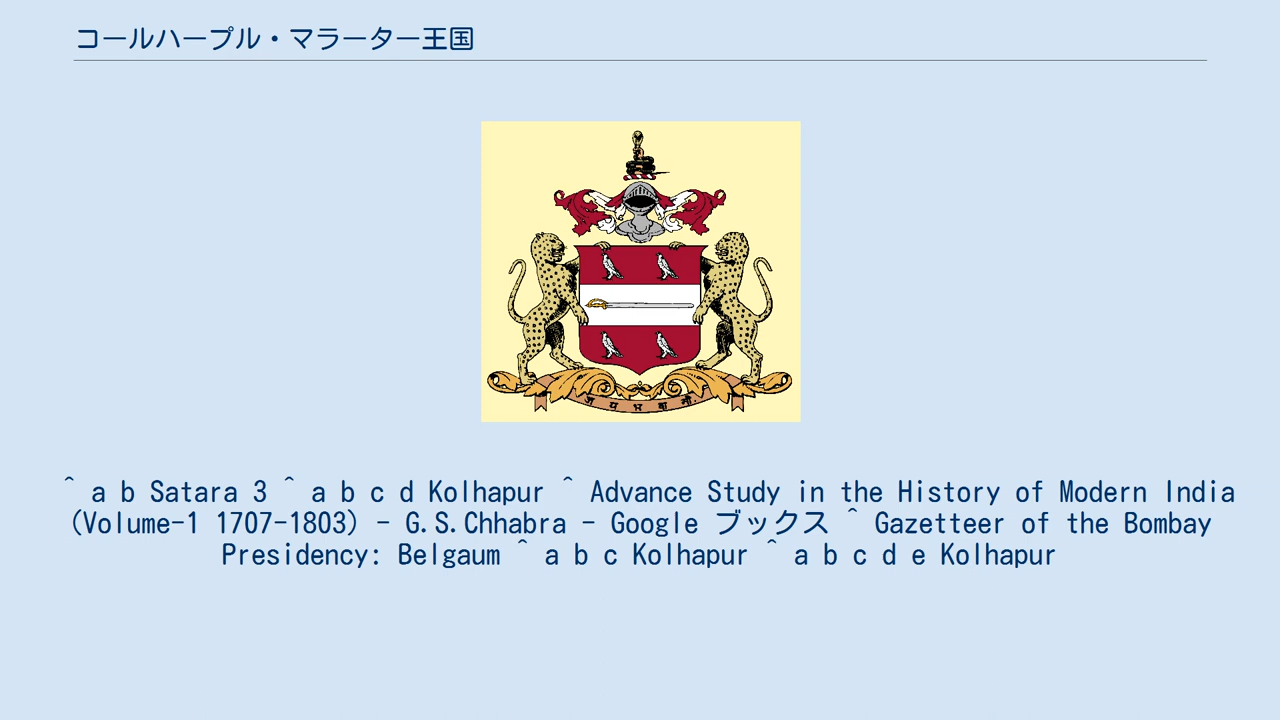 コールハープル・マラーター王国
जय भवानी
^ a b Satara 3 ^ a b c d Kolhapur ^ Advance Study in the History of Modern India
(Volume-1 1707-1803) - G.S.Chhabra - Google ブックス ^ Gazetteer of the Bombay
Presidency: Belgaum ^ a b c Kolhapur ^ a b c d e Kolhapur